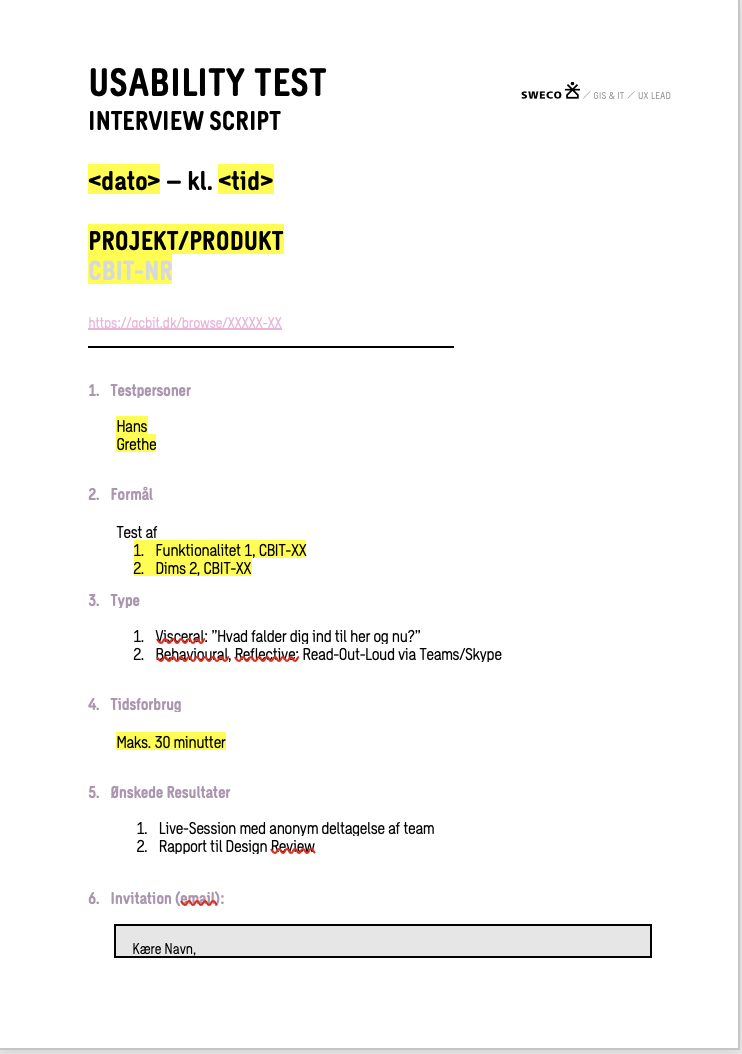 USABILITY TEST
INTERVIEW SCRIPT
SWECO / GIS & IT / UX LEAD
<dato> – kl. <tid>
PROJEKT/PRODUKT
CBIT-NR
https://gcbit.dk/browse/XXXXX-XX
1. Testpersoner
Hans
Grethe
2. Formål
Test af
1. Funktionalitet 1, CBIT-XX
2. Dims 2, CBIT-XX
3. Type
1. Visceral: ”Hvad falder dig ind til her og nu?”
2. Behavioural, Reflective: Read-Out-Loud via Teams/Skype
4. Tidsforbrug
Maks. 30 minutter
5. Ønskede Resultater
1. Live-Session med anonym deltagelse af team
2. Rapport til Design Review
6. Invitation (email):
Kære Navn,